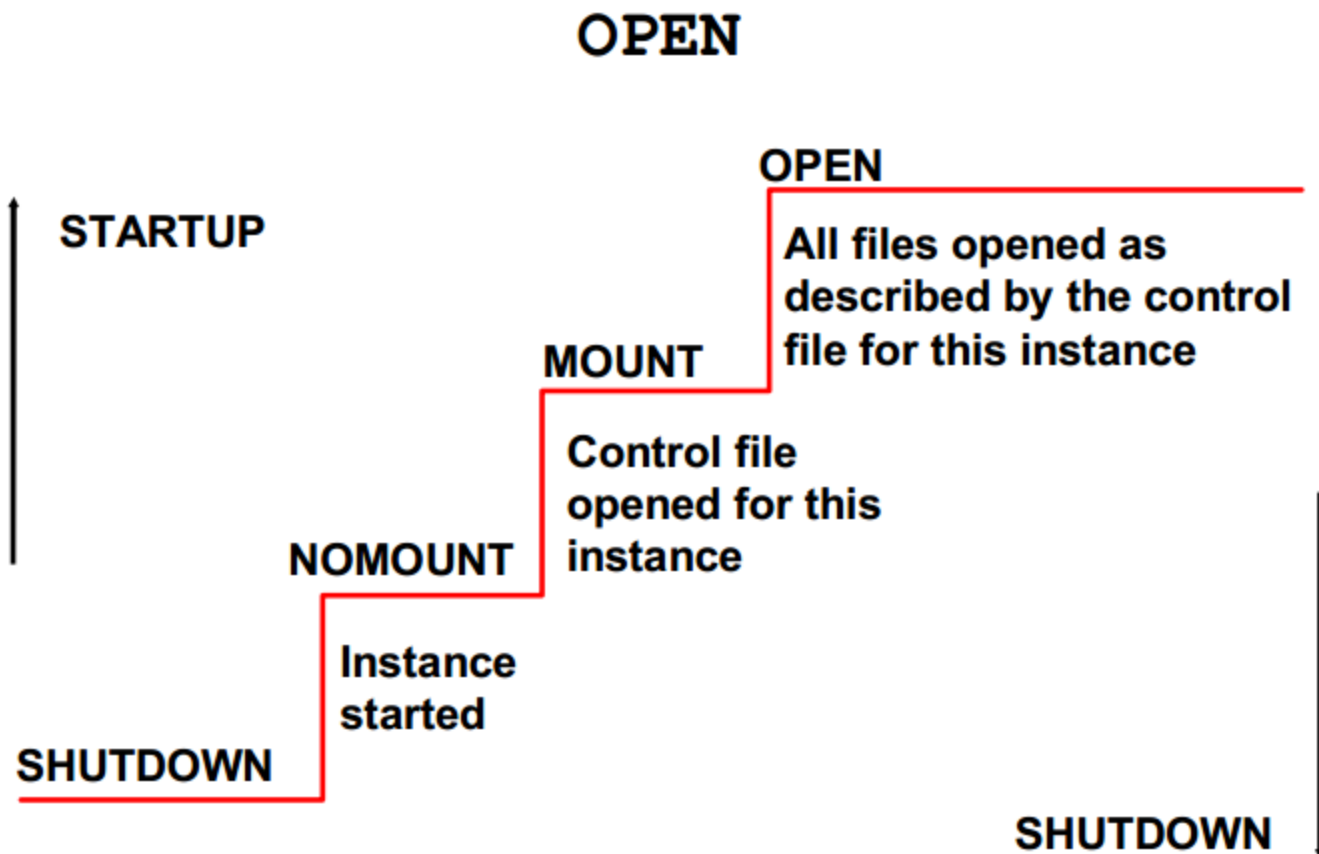 OPEN
OPEN
STARTUP
All files opened as
described by the control
file for this instance
MOUNT
Control file
opened for this
instance
NOMOUNT
Instance
started
SHUTDOWN
SHUTDOWN